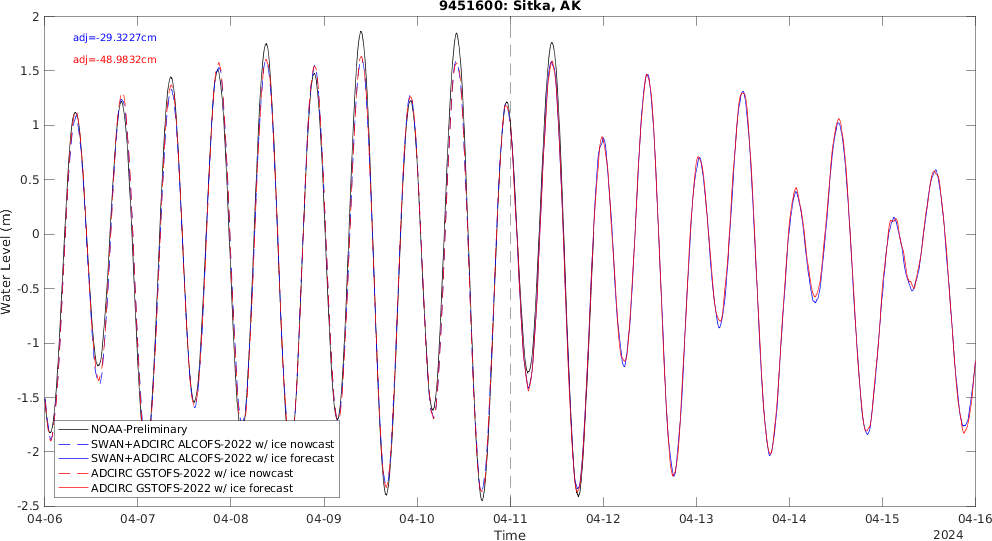 9451600: Sitka, AK
adj=-29.3227cm
adj=-48.9832cm
Water Level (m)
2
1.5
1
0.5
0
-0.5
-1
-1.5
-2
-2.5
NOAA-Preliminary
SWAN+ADCIRC ALCOFS-2022 w/ ice nowcast
SWAN+ADCIRC ALCOFS-2022 w/ ice forecast
ADCIRC GSTOFS-2022 w/ ice nowcast
ADCIRC GSTOFS-2022 w/ ice forecast
04-06 04-07 04-08 04-09 04-10 04-11 04-12 04-13 04-14 04-15 04-16
Time
2024